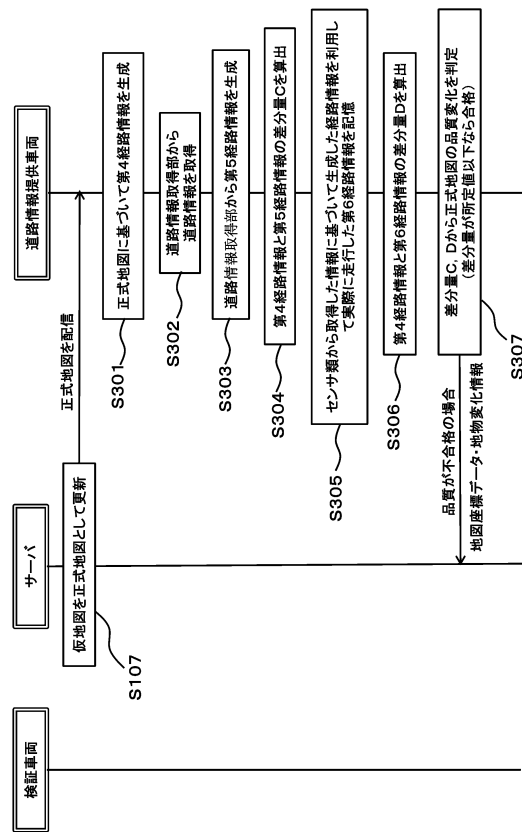 検証車両
サーバ
道路情報提供車両
仮地図を正式地図として更新
S107
正式地図を配信
正式地図に基づいて第4経路情報を生成
S301
道路情報取得部から
道路情報を取得
S302
道路情報取得部から第5経路情報を生成
S303
第4経路情報と第5経路情報の差分量Cを算出
S304
センサ類から取得した情報に基づいて生成した経路情報を利用し
て実際に走行した第6経路情報を記憶
S305
第4経路情報と第6経路情報の差分量Dを算出
S306
差分量C, Dから正式地図の品質変化を判定
(差分量が所定値以下なら合格)
S307
品質が不合格の場合
地図座標データ・地物変化情報